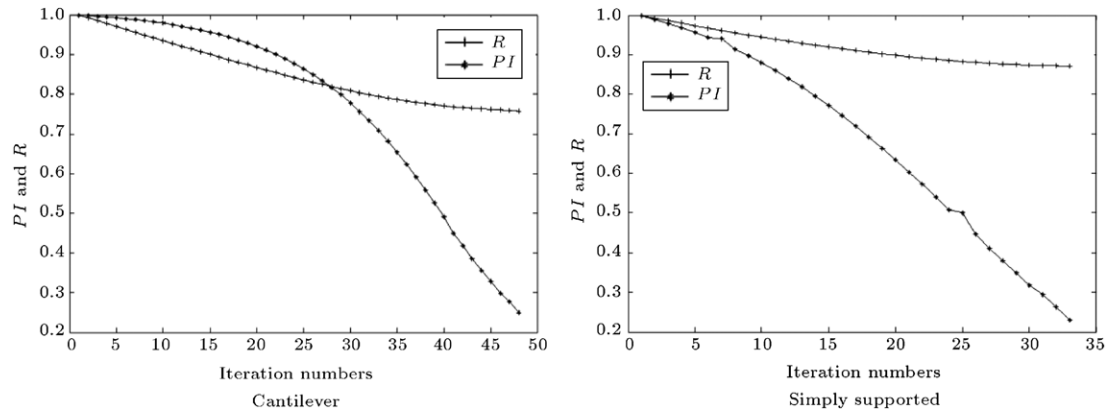 1.0
0.9
0.8
0.7
0.6
0.5
0.4
0.3
0.2
PI and R
R
PI
0 5 10 15 20 25 30 35 40 45 50
Iteration numbers
Cantilever
1.0
0.9
0.8
0.7
0.6
0.5
0.4
0.3
0.2
PI and R
R
PI
0 5 10 15 20 25 30 35
Iteration numbers
Simply supported